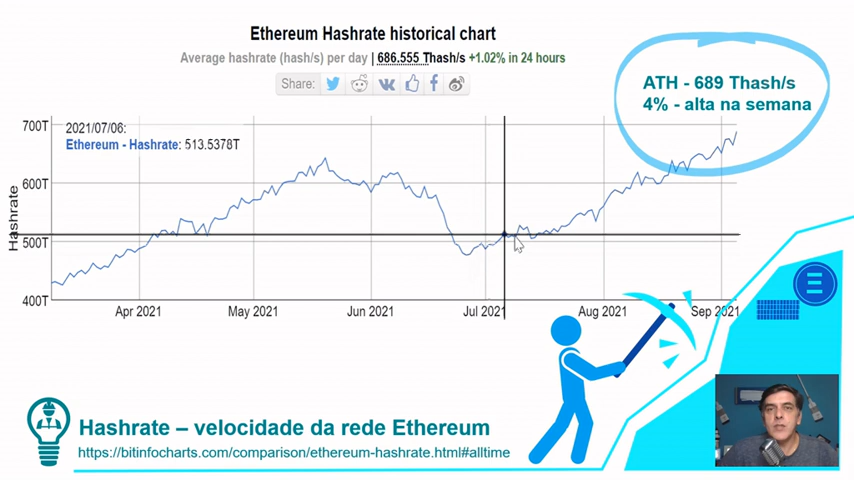 Ethereum Hashrate historical chart
Average hashrate (hash/s) per day | 686.555 Thash/s +1.02% in 24 hours
Share:
ATH - 689 Thash/s
4% - alta na semana
700T
2021/07/06:
Ethereum - Hashrate: 513.5378T
600T
Hashrate
500T
400T
Apr 2021
May 2021
Jun 2021
Jul 2021
Aug 2021
Sep 2021
Hashrate – velocidade da rede Ethereum
https://bitinfocharts.com/comparison/ethereum-hashrate.html#alltime